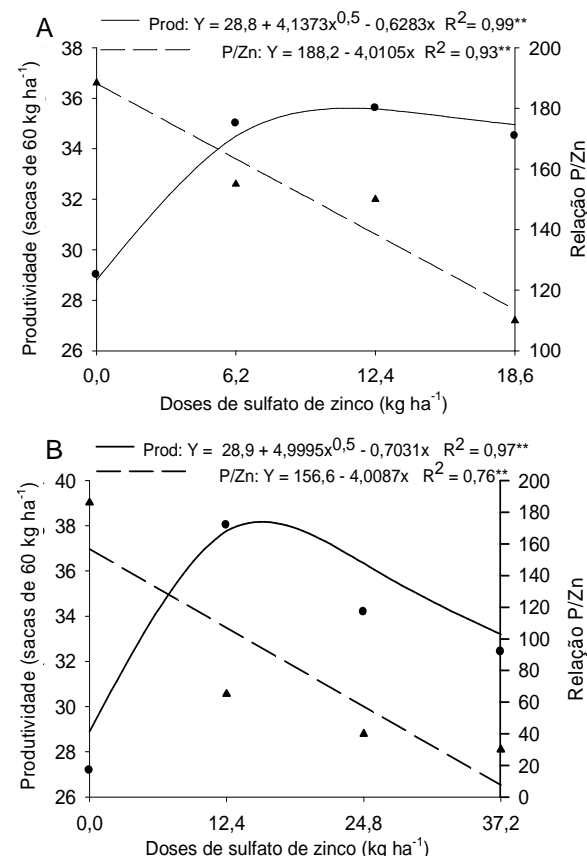 A
Prod: Y = 28,8 + 4,1373x^0,5 - 0,6283x R² = 0,99**
P/Zn: Y = 188,2 - 4,0105x R² = 0,93**
Produtividade (sacas de 60 kg ha⁻¹)
38
36
34
32
30
28
26
200
180
160
140
120
100
Relação P/Zn
0,0 6,2 12,4 18,6
Doses de sulfato de zinco (kg ha⁻¹)
B
Prod: Y = 28,9 + 4,9995x^0,5 - 0,7031x R² = 0,97**
P/Zn: Y = 156,6 - 4,0087x R² = 0,76**
Produtividade (sacas de 60 kg ha⁻¹)
40
38
36
34
32
30
28
26
200
180
160
140
120
100
80
60
40
20
0
Relação P/Zn
0,0 12,4 24,8 37,2
Doses de sulfato de zinco (kg ha⁻¹)